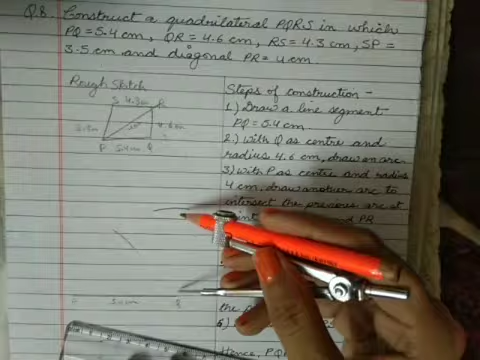 Q.8. Construct a quadrilateral PQRS in which
PQ = 5.4 cm, QR = 4.6 cm, RS = 4.3 cm, SP =
3.5 cm and diagonal PR = 4 cm.
Rough Sketch
S 4.3cm R
4.6 cm
P 5.4cm Q
Steps of construction -
1.) Draw a line segment
PQ = 5.4 cm.
2.) With Q as centre and
radius 4.6 cm, draw an arc.
3) With P as centre and radius
4 cm, draw another arc to
intersect the previous arc at
PR
the
5)
Hence, PQ